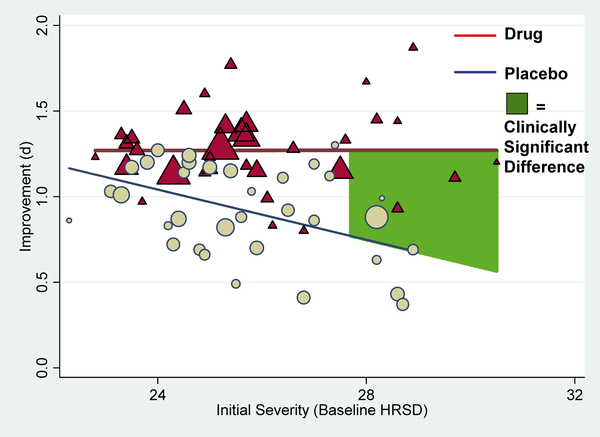 2.0
1.5
1.0
0.5
0.0
Improvement (d)
24
28
32
Initial Severity (Baseline HRSD)
Drug
Placebo
=
Clinically
Significant
Difference